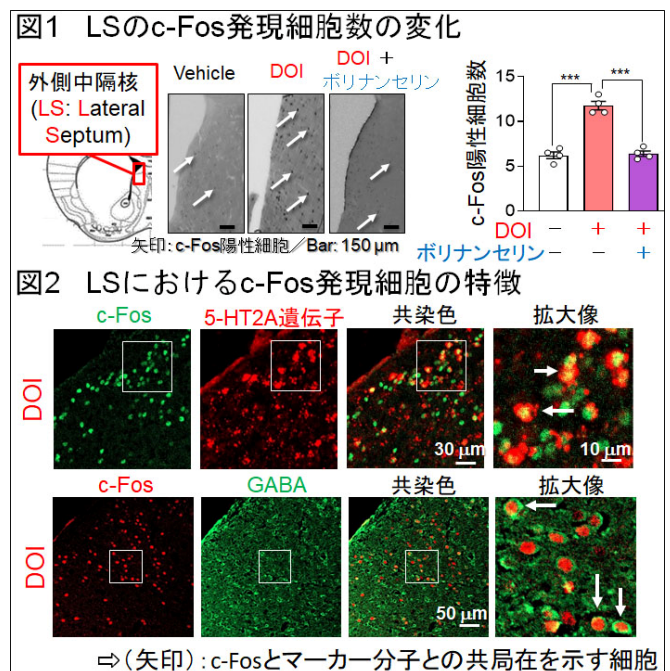 図1 LSのc-Fos発現細胞数の変化
外側中隔核
(LS: Lateral
Septum)
Vehicle
DOI
DOI +
ボリナンセリン
矢印:c-Fos陽性細胞/Bar: 150 μm
c-Fos陽性細胞数
15
10
5
0
***
***
DOI − + +
ボリナンセリン − − +
図2 LSにおけるc-Fos発現細胞の特徴
c-Fos
5-HT2A遺伝子
共染色
拡大像
DOI
30 μm
10 μm
c-Fos
GABA
共染色
拡大像
DOI
50 μm
⇨(矢印):c-Fosとマーカー分子との共局在を示す細胞